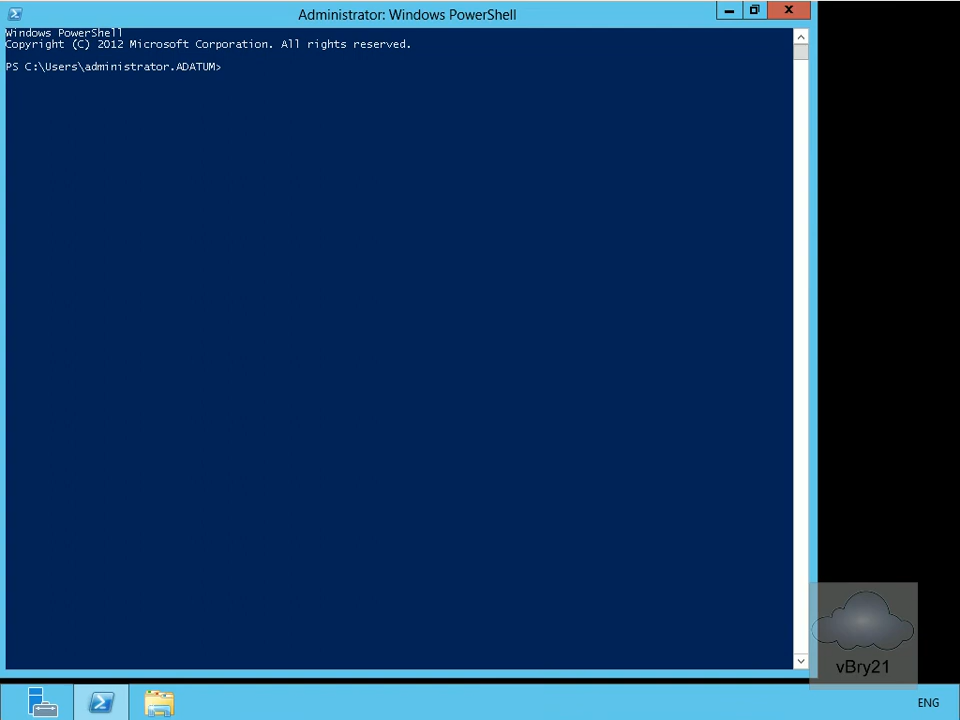 Administrator: Windows PowerShell
Windows PowerShell
Copyright (C) 2012 Microsoft Corporation. All rights reserved.
PS C:\Users\administrator.ADATUM>
vBry21
ENG